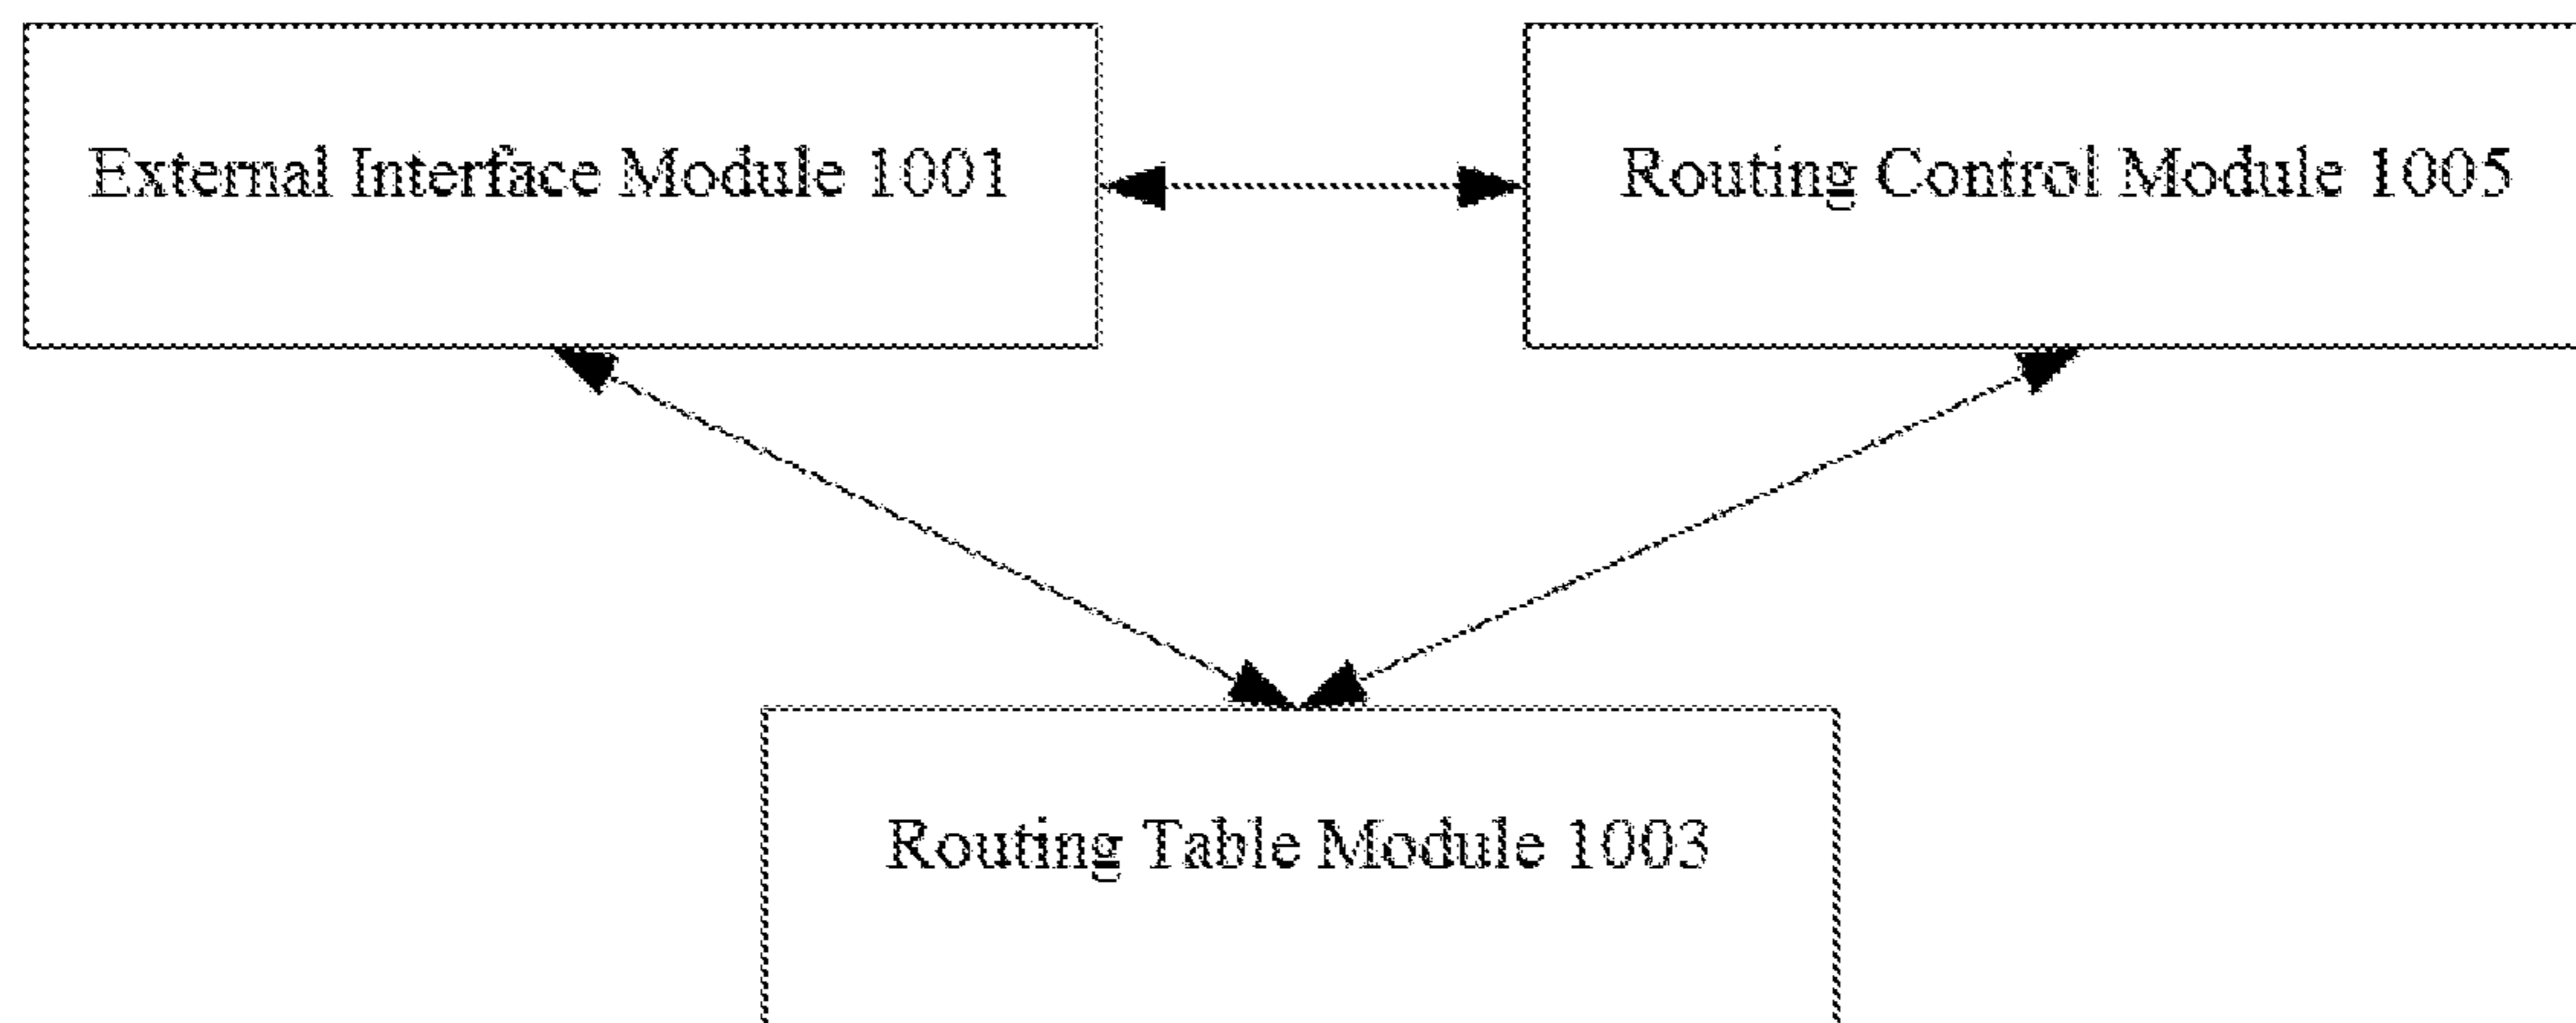 External Interface Module 1001
Routing Control Module 1005
Routing Table Module 1003